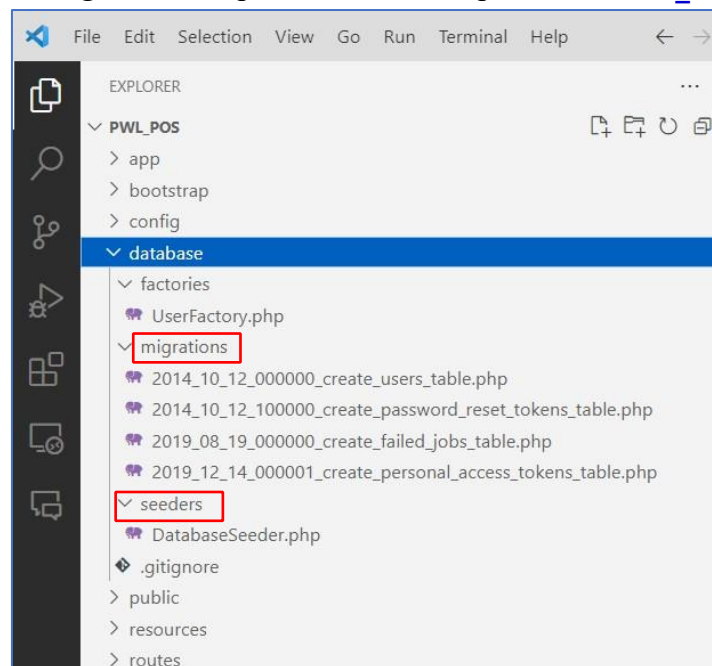 File Edit Selection View Go Run Terminal Help
EXPLORER
PWL_POS
app
bootstrap
config
database
factories
UserFactory.php
migrations
2014_10_12_000000_create_users_table.php
2014_10_12_100000_create_password_reset_tokens_table.php
2019_08_19_000000_create_failed_jobs_table.php
2019_12_14_000001_create_personal_access_tokens_table.php
seeders
DatabaseSeeder.php
.gitignore
public
resources
routes